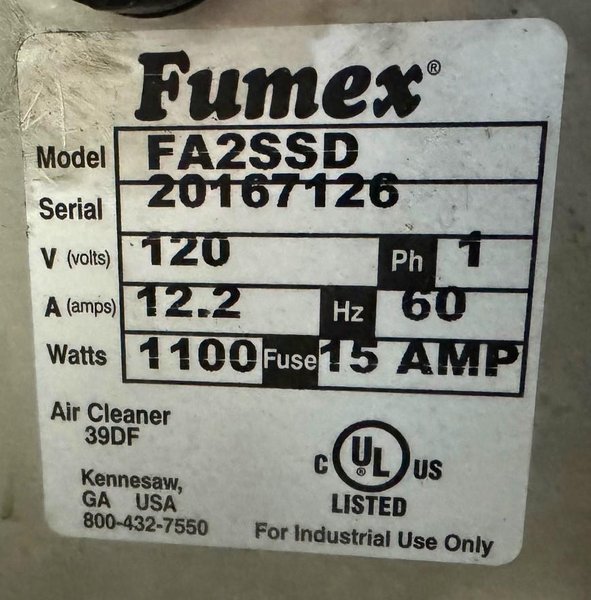 Fumex®
Model FA2SSD
Serial 20167126
V (volts) 120 Ph 1
A (amps) 12.2 Hz 60
Watts 1100 Fuse 15 AMP
Air Cleaner
39DF
Kennesaw,
GA USA
800-432-7550
C UL® US
LISTED
For Industrial Use Only